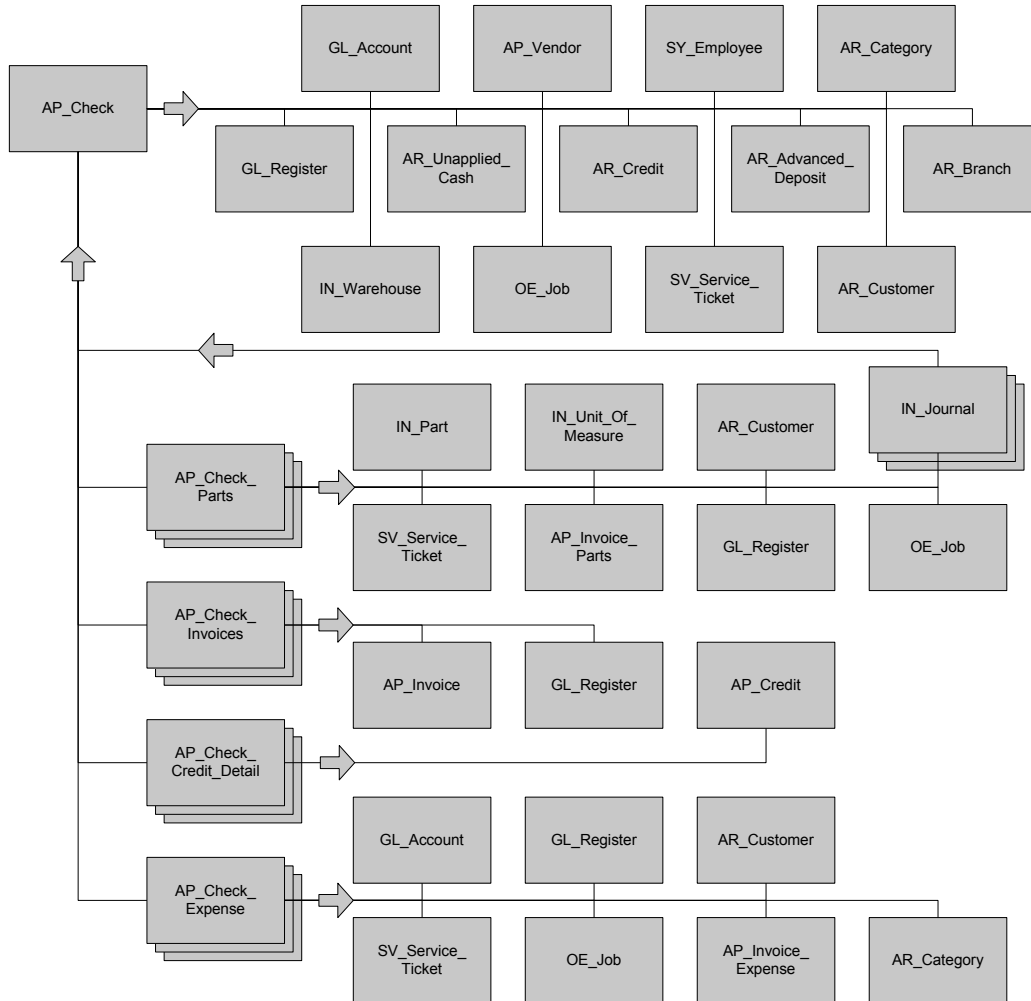 GL_Account
AP_Vendor
SY_Employee
AR_Category
AP_Check
GL_Register
AR_Unapplied_
Cash
AR_Credit
AR_Advanced_
Deposit
AR_Branch
IN_Warehouse
OE_Job
SV_Service_
Ticket
AR_Customer
IN_Journal
IN_Part
IN_Unit_Of_
Measure
AR_Customer
AP_Check_
Parts
SV_Service_
Ticket
AP_Invoice_
Parts
GL_Register
OE_Job
AP_Check_
Invoices
AP_Invoice
GL_Register
AP_Credit
AP_Check_
Credit_Detail
GL_Account
GL_Register
AR_Customer
AP_Check_
Expense
SV_Service_
Ticket
OE_Job
AP_Invoice_
Expense
AR_Category